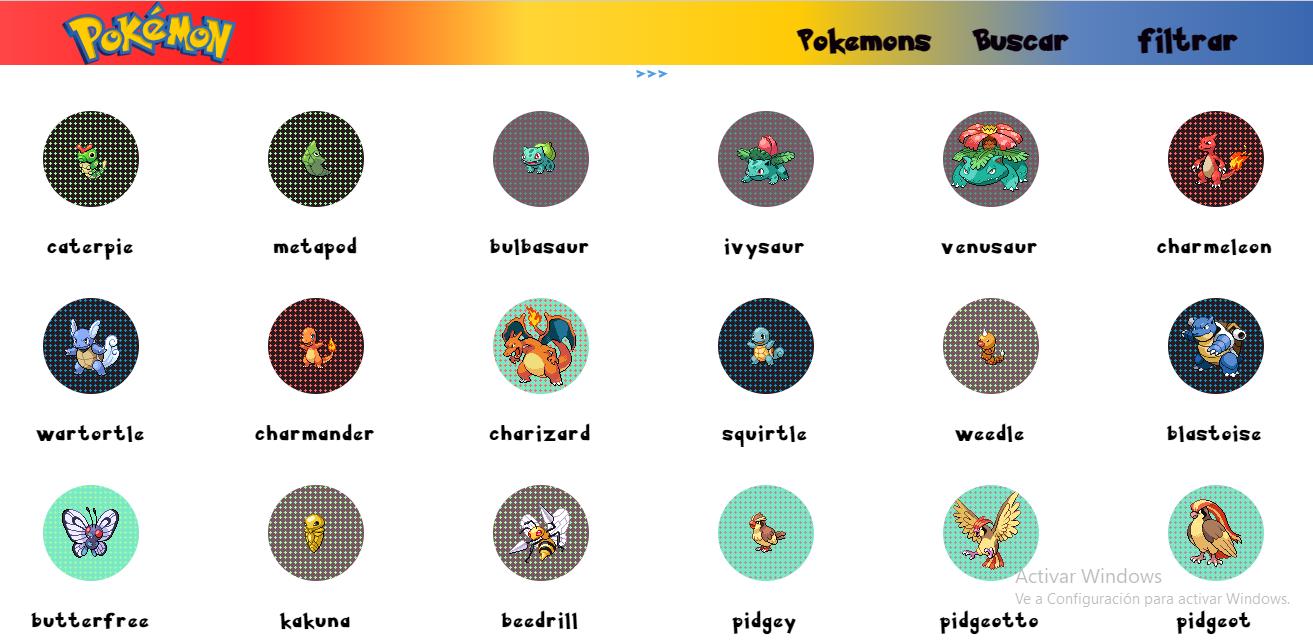 Pokémon
Pokemons Buscar filtrar
>>>
caterpie metapod bulbasaur ivysaur venusaur charmeleon
wartortle charmander charizard squirtle weedle blastoise
Activar Windows
Ve a Configuración para activar Windows.
butterfree kakuna beedrill pidgey pidgeotto pidgeot